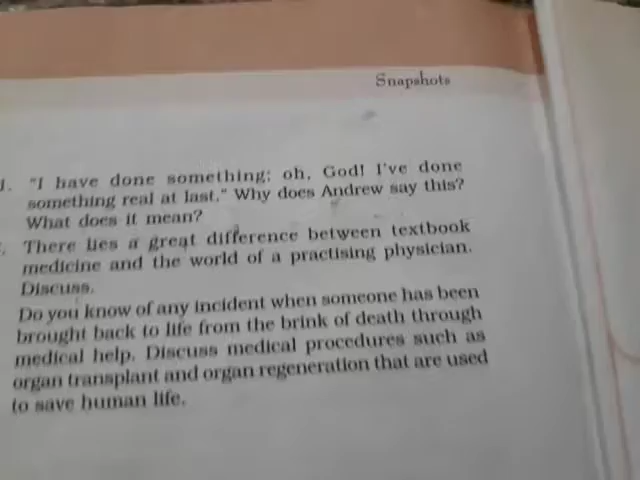 Snapshots
1. "I have done something; oh, God! I've done
something real at last." Why does Andrew say this?
What does it mean?
. There lies a great difference between textbook
medicine and the world of a practising physician.
Discuss.
Do you know of any incident when someone has been
brought back to life from the brink of death through
medical help. Discuss medical procedures such as
organ transplant and organ regeneration that are used
to save human life.